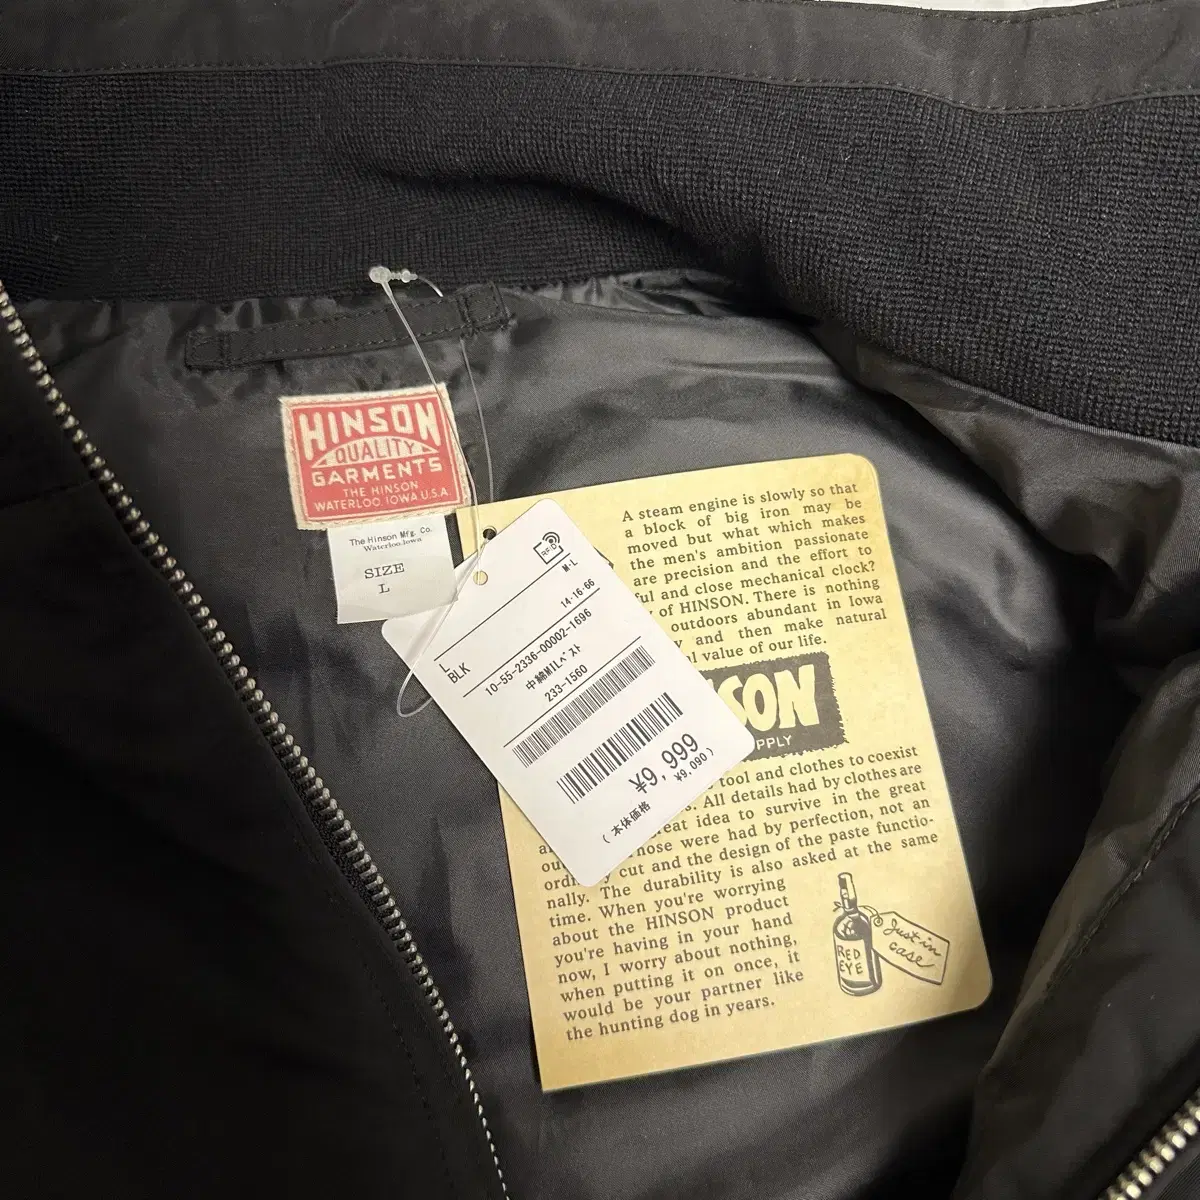 HINSON
QUALITY
GARMENTS
THE HINSON
WATERLOO. IOWA U.S.A.
The Hinson Mfg. Co.
Waterloo.Iowa
SIZE
L
RFID
M-L
14-16-66
L
BLK
10-55-2336-00002-1696
中綿MILベスト
233-1560
¥9,999
(本体価格 ¥9,090)
A steam engine is slowly so that
a block of big iron may be
moved but what which makes
the men's ambition passionate
are precision and the effort to
ful and close mechanical clock?
of HINSON. There is nothing
outdoors abundant in Iowa
and then make natural
value of our life.
SON
PPLY
tool and clothes to coexist
All details had by clothes are
idea to survive in the great
hose were had by perfection, not an
cut and the design of the paste functio-
nally. The durability is also asked at the same
time. When you're worrying
about the HINSON product
you're having in your hand
now, I worry about nothing,
when putting it on once, it
would be your partner like
the hunting dog in years.
RED
EYE
Just in
case